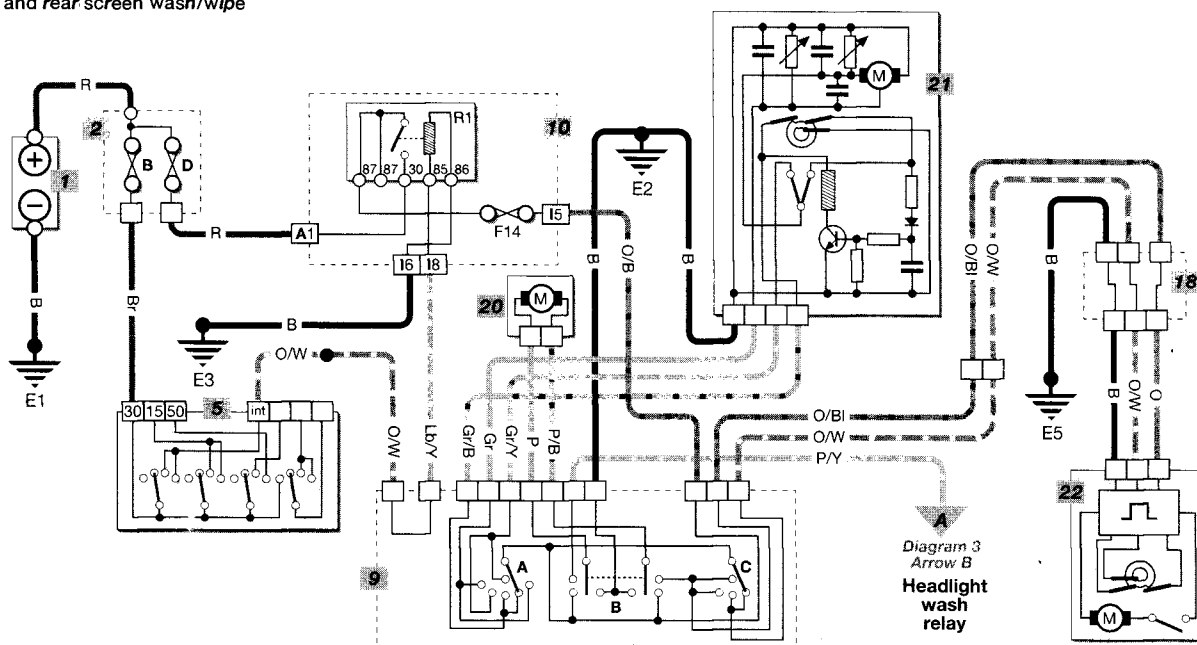 and rear screen wash/wipe
R
2
B
D
1
R
B
Br
E1
R1
10
87
87
30
85
86
A1
F14
I5
I6
I8
B
E3
E2
B
B
O/B
M
20
M
21
O/W
30
15
50
5
int
O/W
Lb/Y
Gr/B
Gr
Gr/Y
P
P/B
O/Bl
O/W
P/Y
O/Bl
O/W
B
E5
18
B
O/W
O
22
M
9
A
B
C
A
Diagram 3
Arrow B
Headlight
wash
relay